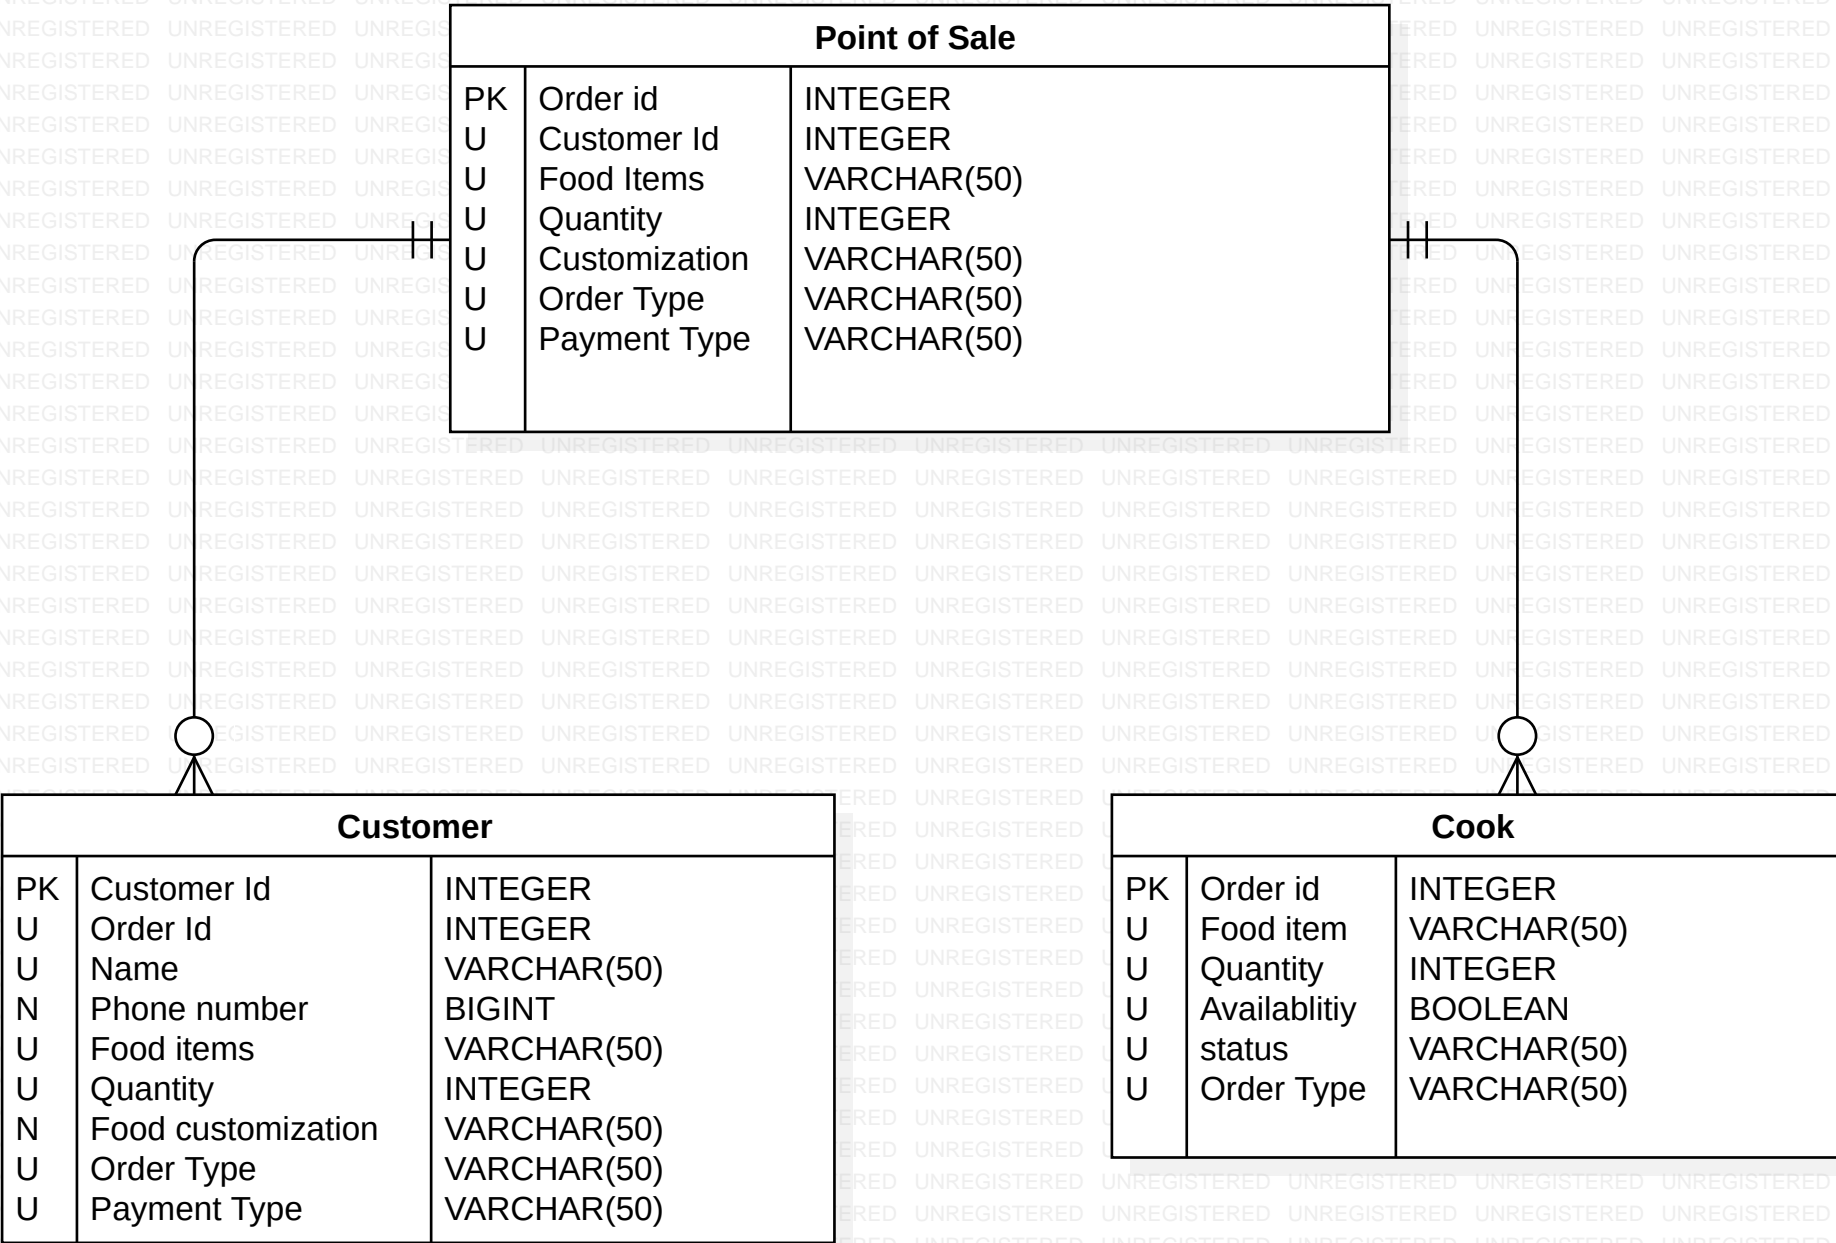 Point of Sale
PK Order id INTEGER
U Customer Id INTEGER
U Food Items VARCHAR(50)
U Quantity INTEGER
U Customization VARCHAR(50)
U Order Type VARCHAR(50)
U Payment Type VARCHAR(50)
Customer
PK Customer Id INTEGER
U Order Id INTEGER
U Name VARCHAR(50)
N Phone number BIGINT
U Food items VARCHAR(50)
U Quantity INTEGER
N Food customization VARCHAR(50)
U Order Type VARCHAR(50)
U Payment Type VARCHAR(50)
Cook
PK Order id INTEGER
U Food item VARCHAR(50)
U Quantity INTEGER
U Availablitiy BOOLEAN
U status VARCHAR(50)
U Order Type VARCHAR(50)
UNREGISTERED